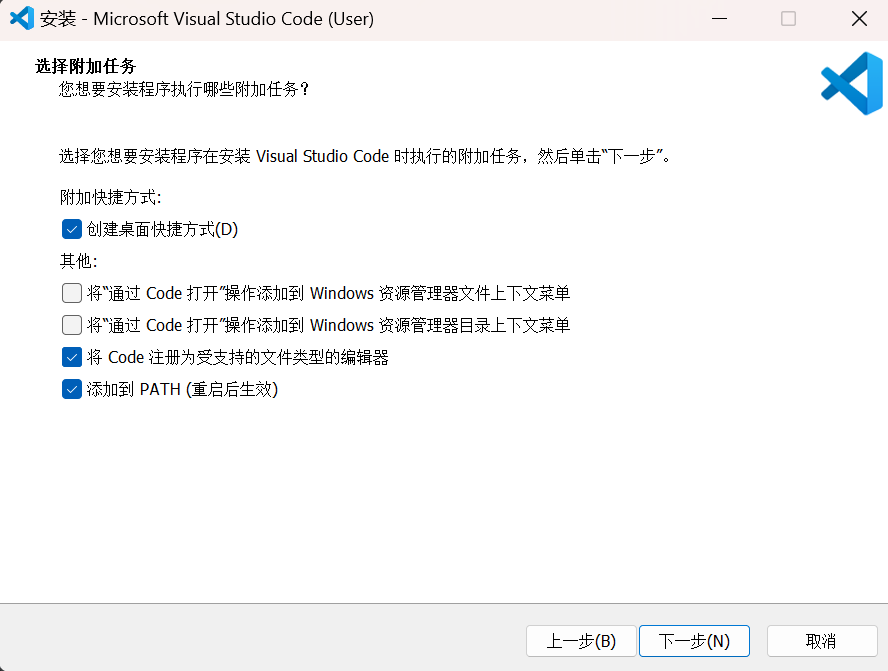 安装 - Microsoft Visual Studio Code (User)
选择附加任务
您想要安装程序执行哪些附加任务？
选择您想要安装程序在安装 Visual Studio Code 时执行的附加任务，然后单击“下一步”。
附加快捷方式:
创建桌面快捷方式(D)
其他:
将“通过 Code 打开”操作添加到 Windows 资源管理器文件上下文菜单
将“通过 Code 打开”操作添加到 Windows 资源管理器目录上下文菜单
将 Code 注册为受支持的文件类型的编辑器
添加到 PATH (重启后生效)
上一步(B) 下一步(N) 取消